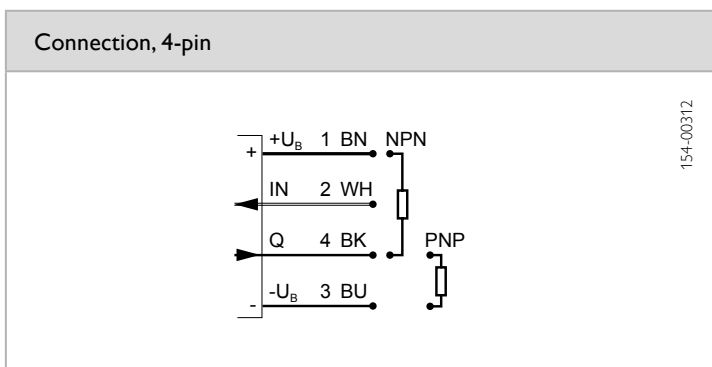 Connection, 4-pin
154-00312
+U_B 1 BN NPN
+
IN 2 WH
Q 4 BK PNP
-U_B 3 BU
-